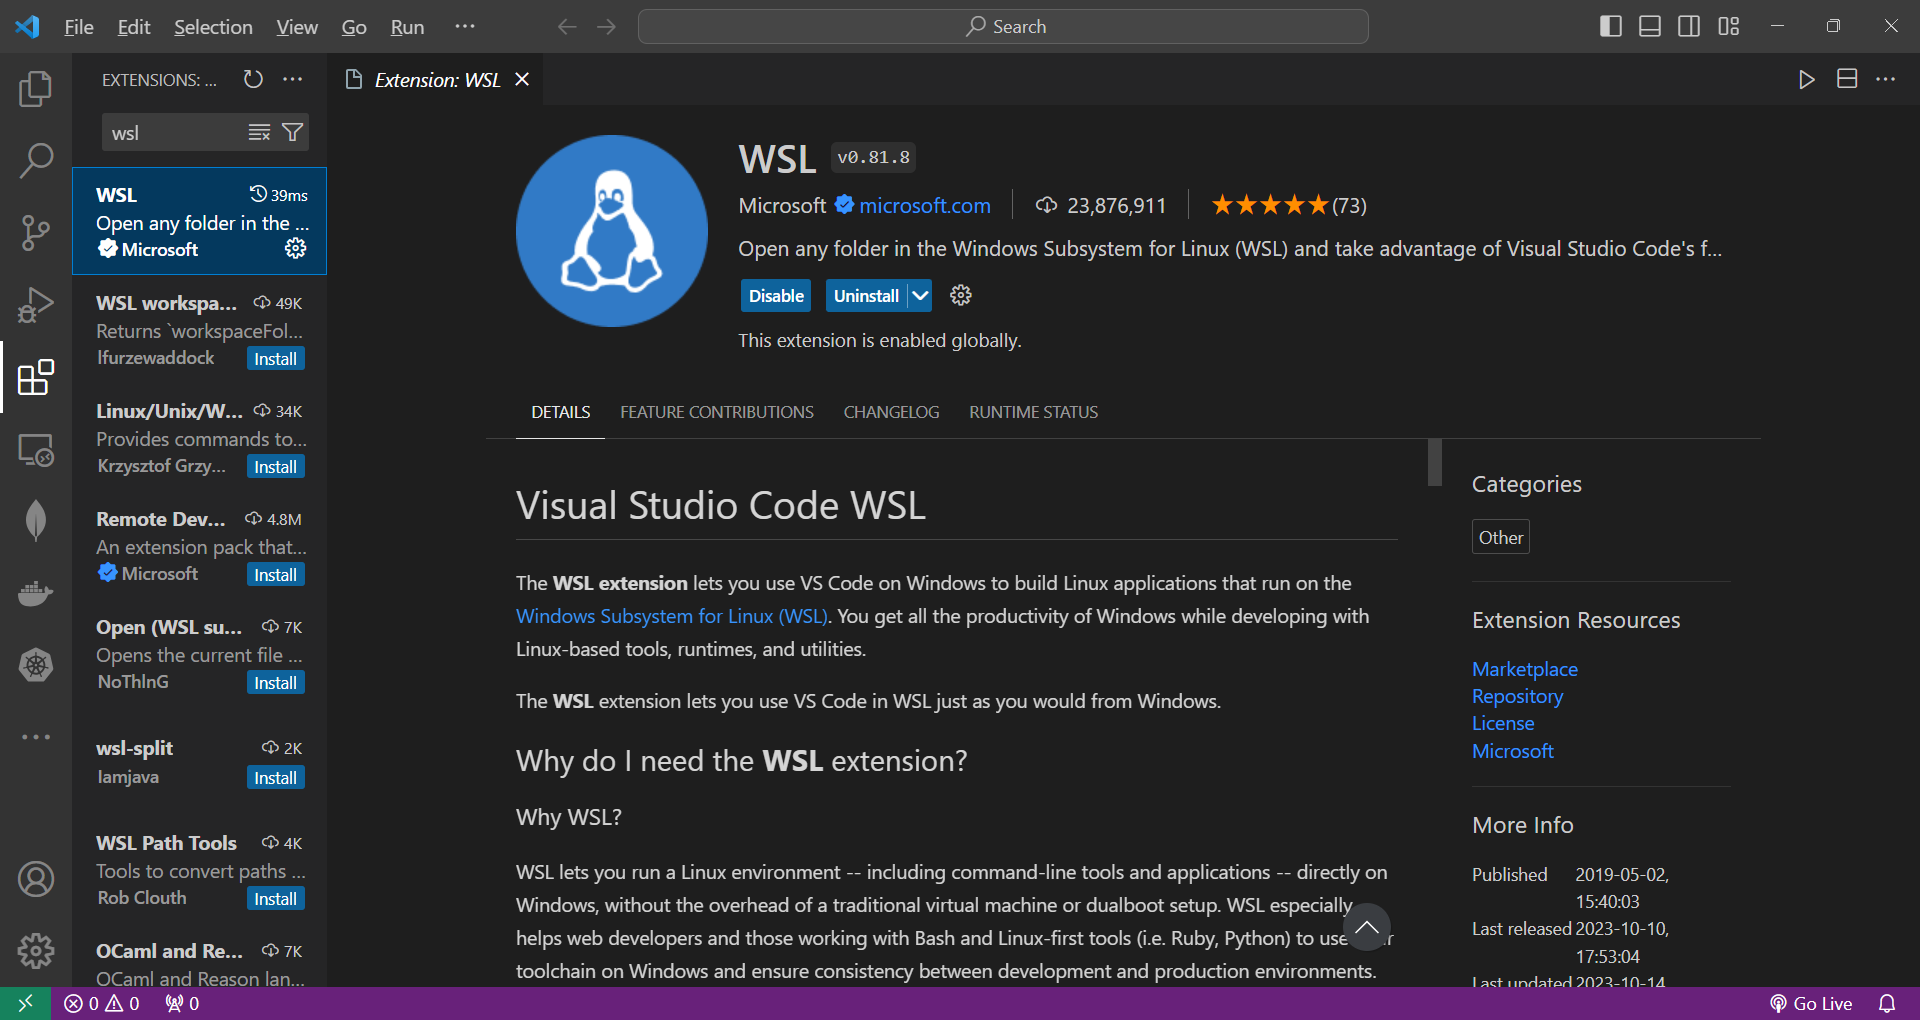 File Edit Selection View Go Run ···
Search
EXTENSIONS: ...
Extension: WSL
wsl
WSL 39ms
Open any folder in the ...
Microsoft
WSL workspa... 49K
Returns `workspaceFol...
lfurzewaddock Install
Linux/Unix/W... 34K
Provides commands to...
Krzysztof Grzy... Install
Remote Dev... 4.8M
An extension pack that...
Microsoft Install
Open (WSL su... 7K
Opens the current file ...
NoThInG Install
wsl-split 2K
lamjava Install
WSL Path Tools 4K
Tools to convert paths ...
Rob Clouth Install
OCaml and Re... 7K
OCaml and Reason lan...
WSL v0.81.8
Microsoft microsoft.com 23,876,911 ★★★★★(73)
Open any folder in the Windows Subsystem for Linux (WSL) and take advantage of Visual Studio Code's f...
Disable Uninstall
This extension is enabled globally.
DETAILS FEATURE CONTRIBUTIONS CHANGELOG RUNTIME STATUS
Visual Studio Code WSL
The WSL extension lets you use VS Code on Windows to build Linux applications that run on the
Windows Subsystem for Linux (WSL). You get all the productivity of Windows while developing with
Linux-based tools, runtimes, and utilities.
The WSL extension lets you use VS Code in WSL just as you would from Windows.
Why do I need the WSL extension?
Why WSL?
WSL lets you run a Linux environment -- including command-line tools and applications -- directly on
Windows, without the overhead of a traditional virtual machine or dualboot setup. WSL especially
helps web developers and those working with Bash and Linux-first tools (i.e. Ruby, Python) to use
toolchain on Windows and ensure consistency between development and production environments.
Categories
Other
Extension Resources
Marketplace
Repository
License
Microsoft
More Info
Published 2019-05-02,
15:40:03
Last released 2023-10-10,
17:53:04
Last updated 2023-10-14,
0 0 0
Go Live